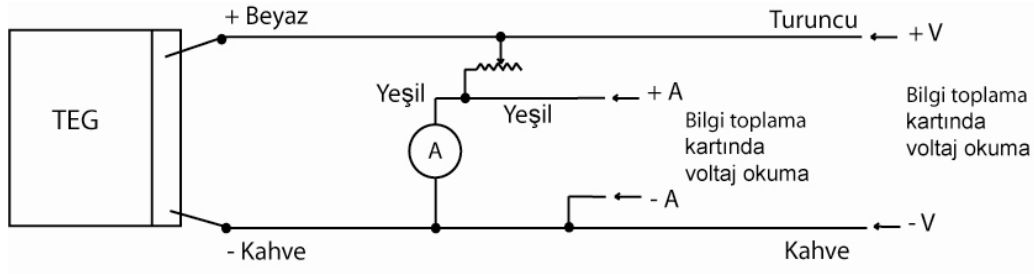 + Beyaz
Turuncu
+ V
TEG
Yeşil
Yeşil
+ A
A
Bilgi toplama
kartında
voltaj okuma
Bilgi toplama
kartında
voltaj okuma
- A
- Kahve
Kahve
- V